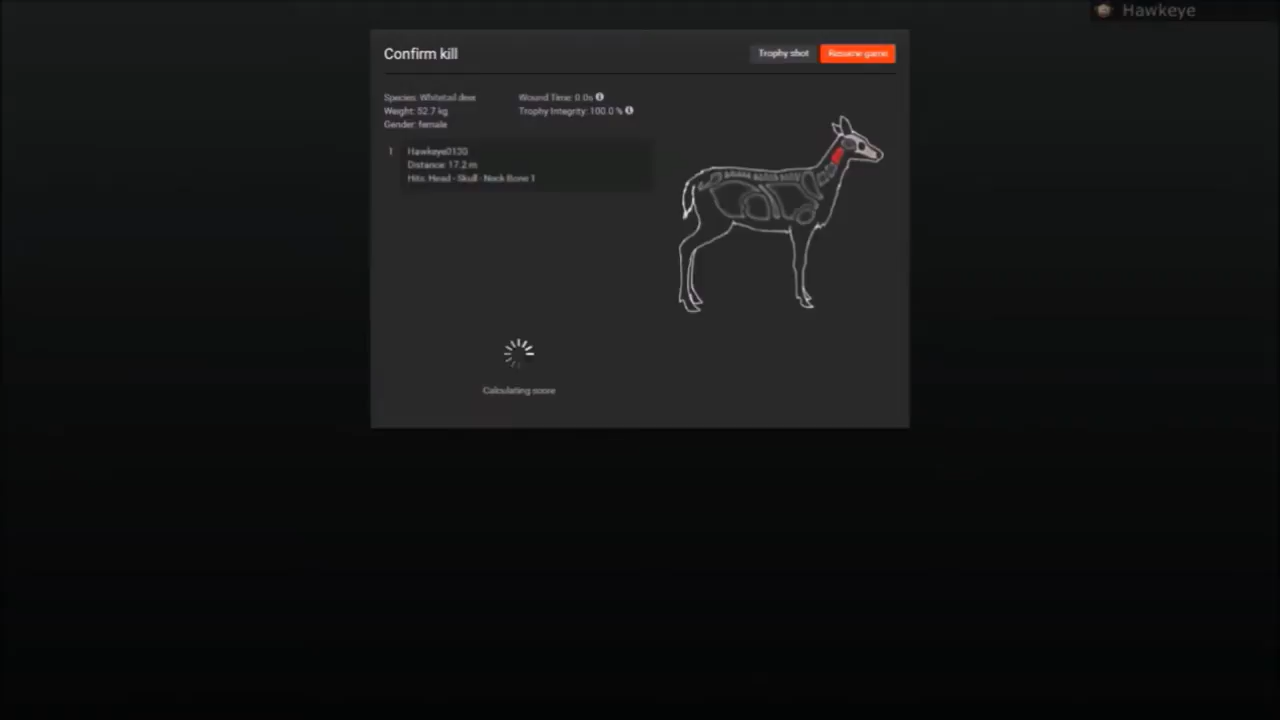 Hawkeye
Confirm kill
Trophy shot
Resume game
Species: Whitetail deer
Weight: 52.7 kg
Gender: female
Wound Time: 0.0s
Trophy Integrity: 100.0 %
1
Hawkeye0130
Distance: 17.2 m
Hits: Head - Skull - Neck Bone 1
Calculating score